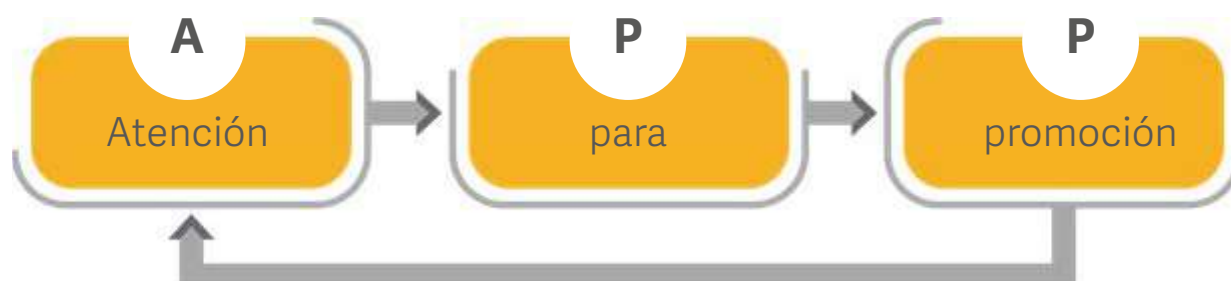 A
Atención
P
para
P
promoción